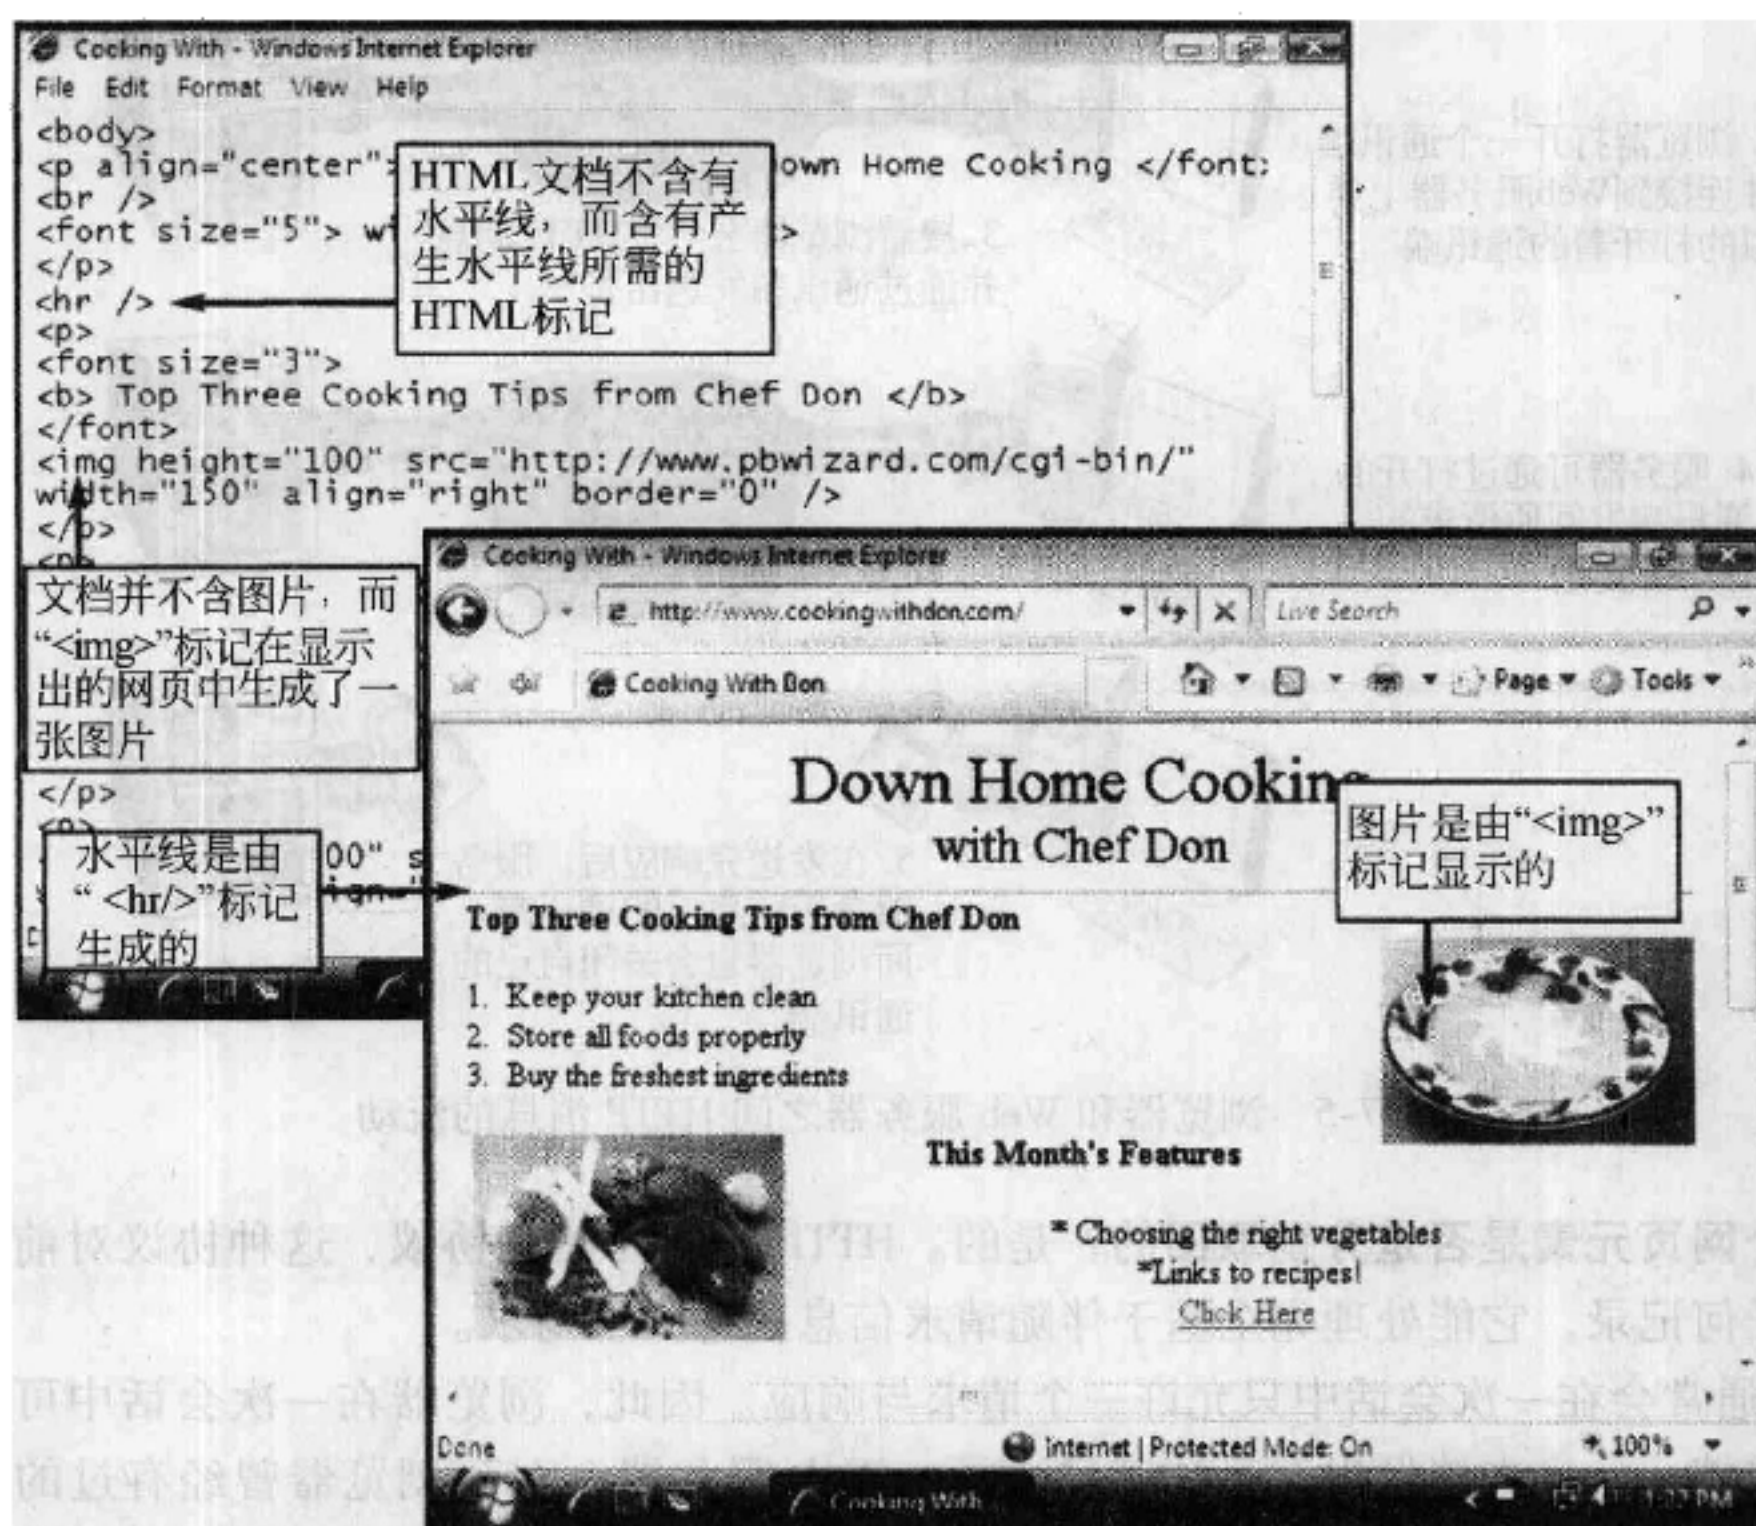 Cooking With - Windows Internet Explorer
File Edit Format View Help
<body>
<p align="center"> own Home Cooking </font>
<br />
<font size="5"> wi >
</p>
<hr />
<p>
<font size="3">
<b> Top Three Cooking Tips from Chef Don </b>
</font>
<img height="100" src="http://www.pbwizard.com/cgi-bin/"
width="150" align="right" border="0" />
</p>
<p>
HTML文档不含有
水平线，而含有产
生水平线所需的
HTML标记
文档并不含图片，而
“<img>”标记在显示
出的网页中生成了一
张图片
</p>
<p>
00" s
ign="
水平线是由
“ <hr/>”标记
生成的
Cooking With - Windows Internet Explorer
http://www.cookingwithdon.com/
Live Search
Cooking With Don
Page
Tools
Down Home Cooking
with Chef Don
图片是由“<img>”
标记显示的
Top Three Cooking Tips from Chef Don
1. Keep your kitchen clean
2. Store all foods properly
3. Buy the freshest ingredients
This Month's Features
* Choosing the right vegetables
*Links to recipes!
Click Here
Done
Internet | Protected Mode: On
100%
Cooking With
PM